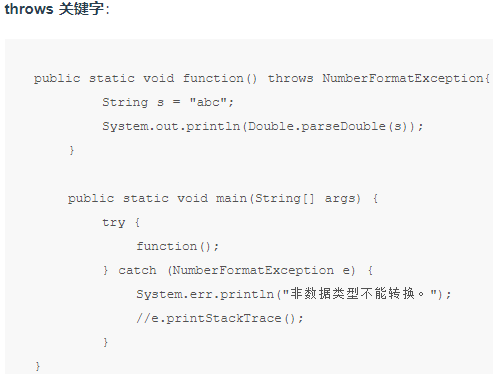 throws 关键字：
public static void function() throws NumberFormatException{
String s = "abc";
System.out.println(Double.parseDouble(s));
}
public static void main(String[] args) {
try {
function();
} catch (NumberFormatException e) {
System.err.println("非数据类型不能转换。");
//e.printStackTrace();
}
}